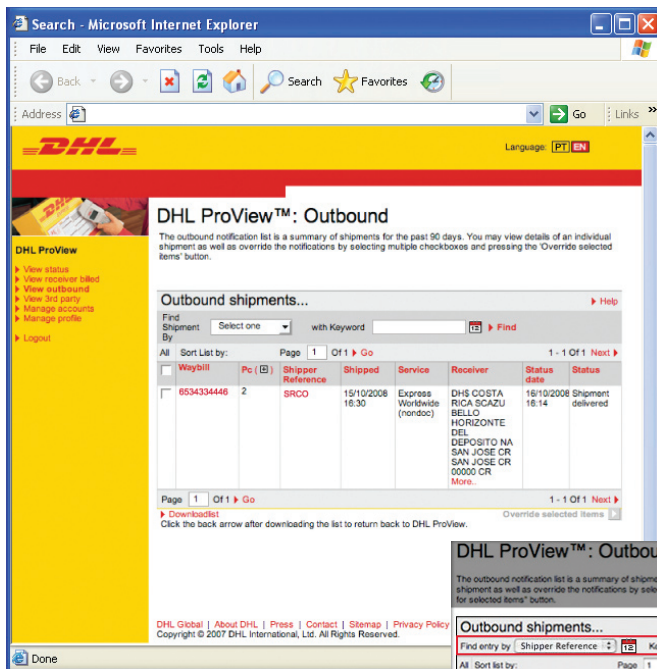 Search - Microsoft Internet Explorer
File Edit View Favorites Tools Help
Back Search Favorites
Address Go Links »
DHL
Language: PT EN
DHL ProView™: Outbound
The outbound notification list is a summary of shipments for the past 90 days. You may view details of an individual
shipment as well as override the notifications by selecting multiple checkboxes and pressing the 'Override selected
items' button.
DHL ProView
View status
View receiver billed
View outbound
View 3rd party
Manage accounts
Manage profile
Logout
Outbound shipments... Help
Find
Shipment Select one with Keyword 12 Find
By
All Sort List by: Page 1 Of 1 Go 1 - 1 Of 1 Next
Waybill Pc ( ) Shipper Shipped Service Receiver Status Status
Reference date
6534334446 2 SRCO 15/10/2008 Express DHS COSTA 16/10/2008 Shipment
16:30 Worldwide RICA SCAZU 16:14 delivered
(nondoc) BELLO
HORIZONTE
DEL
DEPOSITO NA
SAN JOSE CR
SAN JOSE CR
00000 CR
More..
Page 1 Of 1 Go 1 - 1 Of 1 Next
Downloadlist Override selected items
Click the back arrow after downloading the list to return back to DHL ProView.
DHL Global | About DHL | Press | Contact | Sitemap | Privacy Policy
Copyright © 2007 DHL International, Ltd. All Rights Reserved.
Done
DHL ProView™: Outbou
The outbound notification list is a summary of shipme
shipment as well as override the notifications by sele
for selected items" button.
Outbound shipments...
Find entry by Shipper Reference 12 Ke
All Sort list by: Page 1